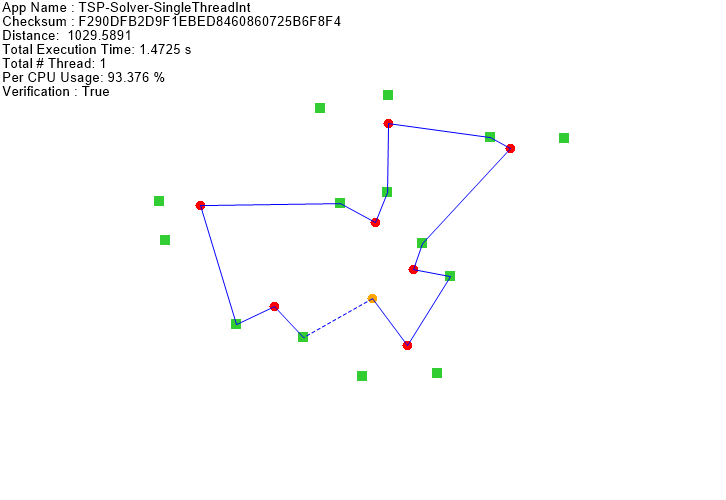 App Name : TSP-Solver-SingleThreadInt
Checksum : F290DFB2D9F1EBED8460860725B6F8F4
Distance:  1029.5891
Total Execution Time: 1.4725 s
Total # Thread: 1
Per CPU Usage: 93.376 %
Verification : True